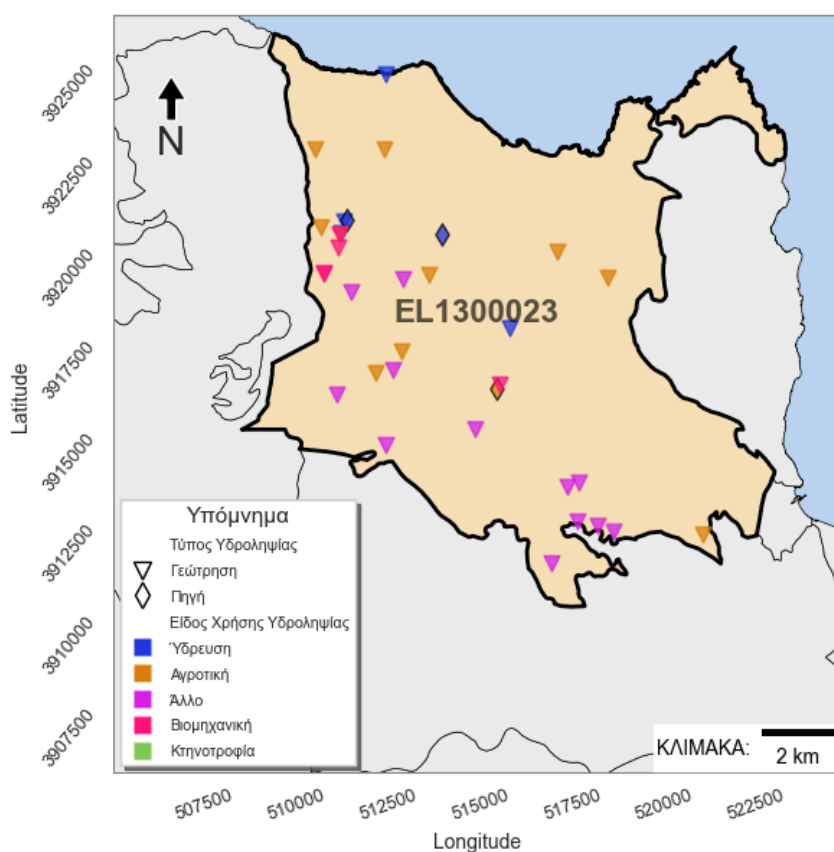 N
EL1300023
Latitude
3925000
3922500
3920000
3917500
3915000
3912500
3910000
3907500
Υπόμνημα
Τύπος Υδροληψίας
Γεώτρηση
Πηγή
Είδος Χρήσης Υδροληψίας
Ύδρευση
Αγροτική
Άλλο
Βιομηχανική
Κτηνοτροφία
ΚΛΙΜΑΚΑ:
2 km
507500
510000
512500
515000
517500
520000
522500
Longitude